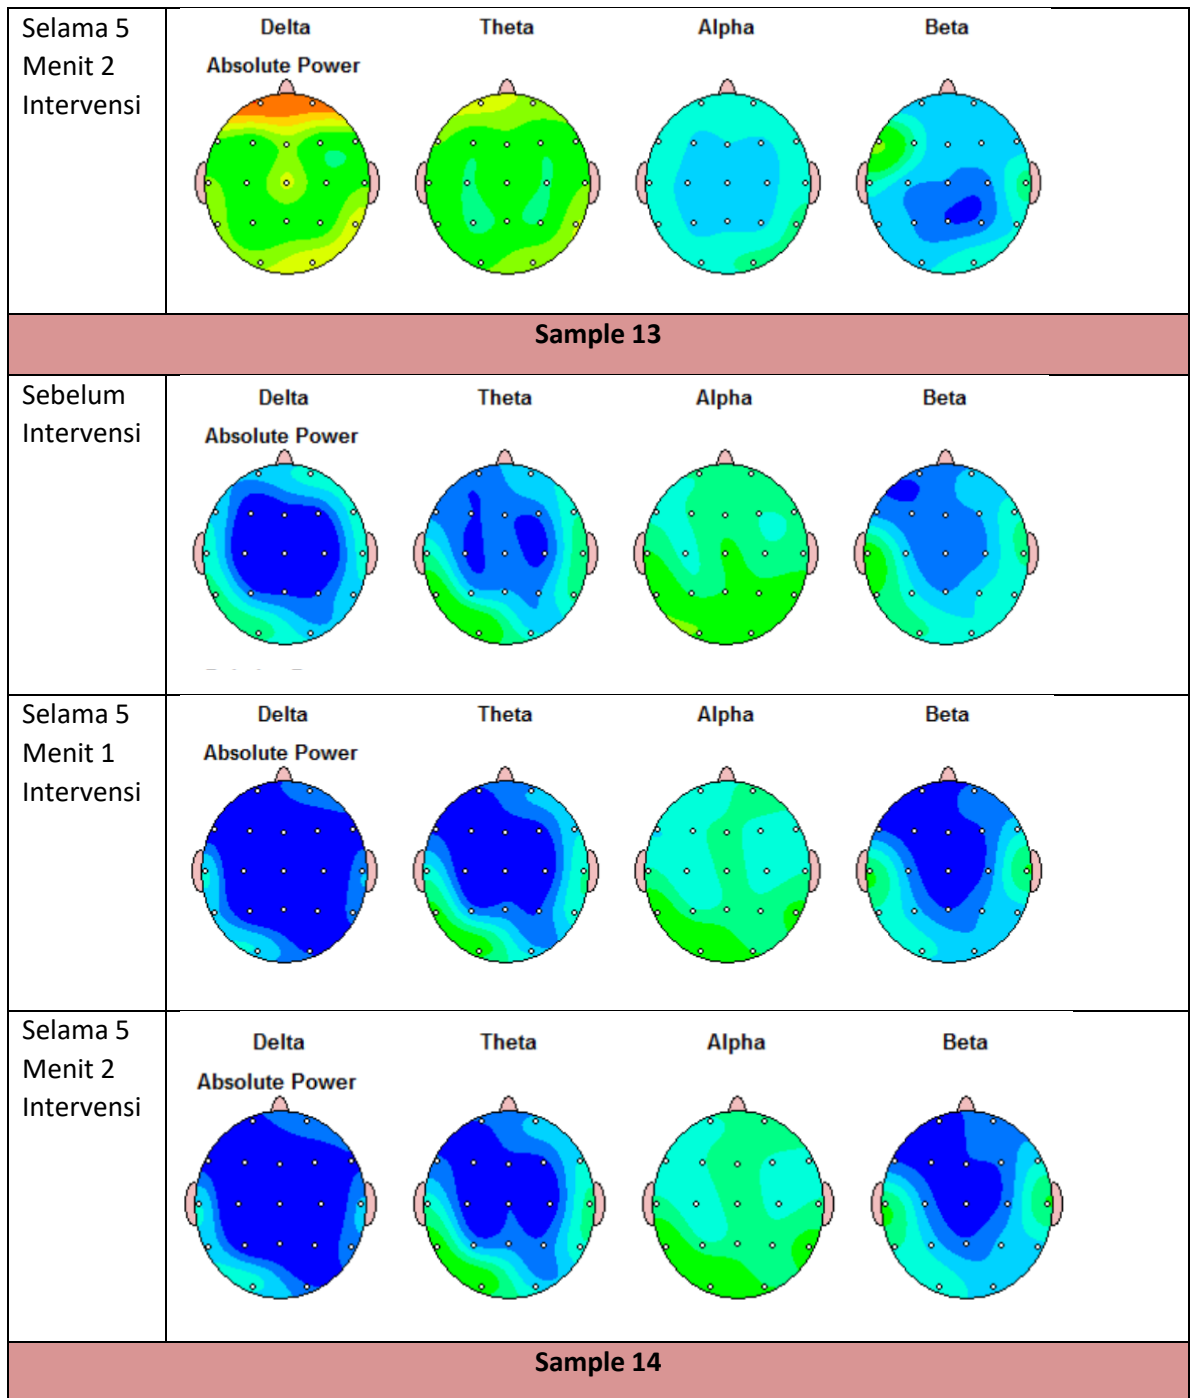 Selama 5
Menit 2
Intervensi
Delta Theta Alpha Beta
Absolute Power
Sample 13
Sebelum
Intervensi
Delta Theta Alpha Beta
Absolute Power
Selama 5
Menit 1
Intervensi
Delta Theta Alpha Beta
Absolute Power
Selama 5
Menit 2
Intervensi
Delta Theta Alpha Beta
Absolute Power
Sample 14